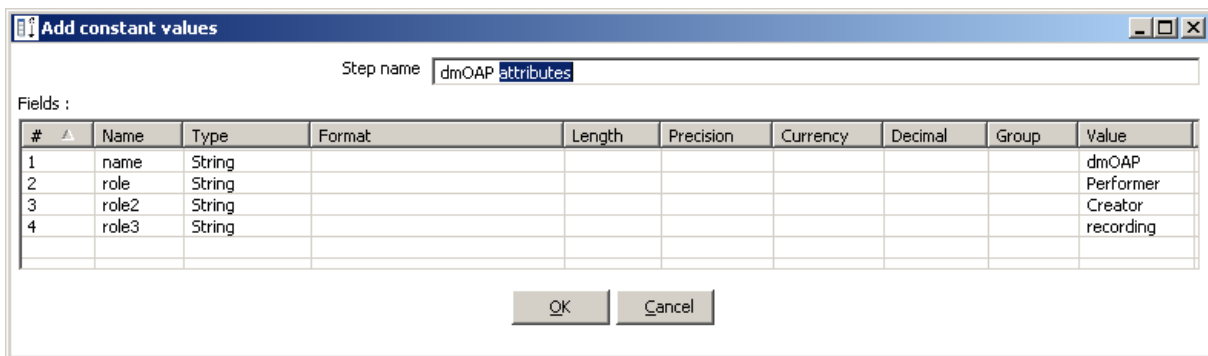 Add constant values
Step name dmOAP attributes
Fields :
# Name Type Format Length Precision Currency Decimal Group Value
1 name String dmOAP
2 role String Performer
3 role2 String Creator
4 role3 String recording
OK Cancel